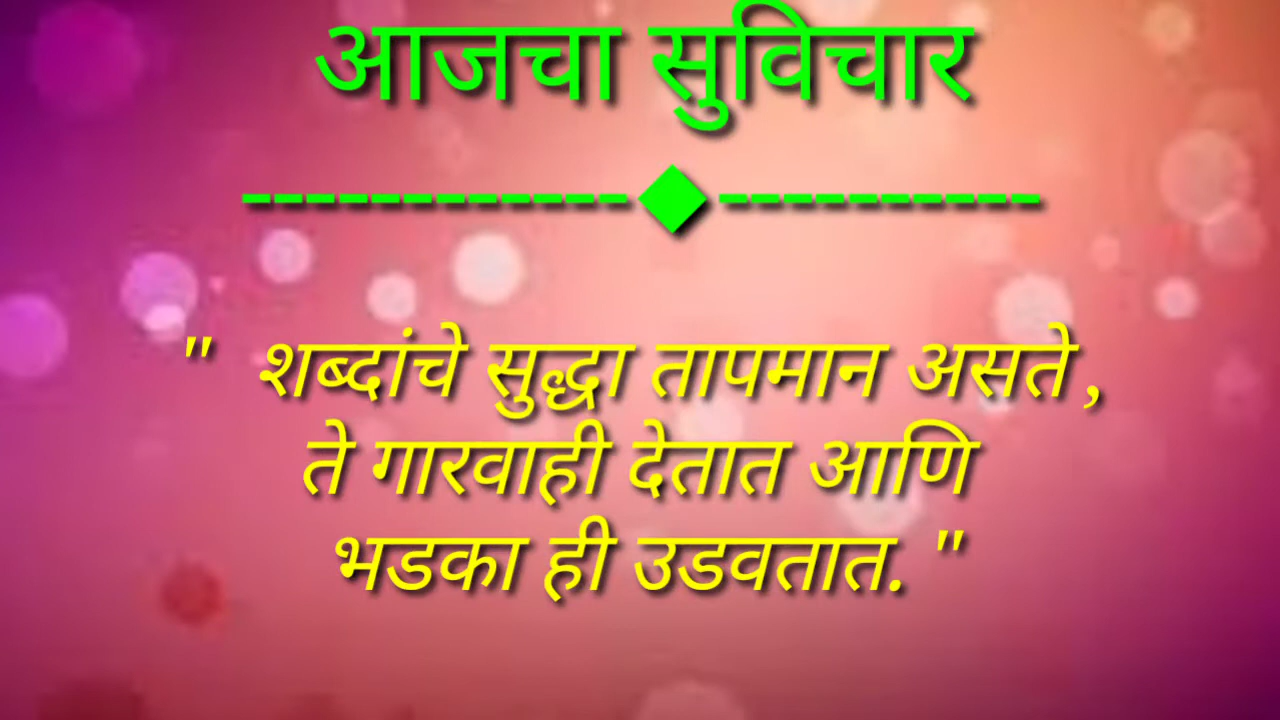 आजचा सुविचार
------------◆----------
" शब्दांचे सुद्धा तापमान असते ,
ते गारवाही देतात आणि
भडका ही उडवतात. "